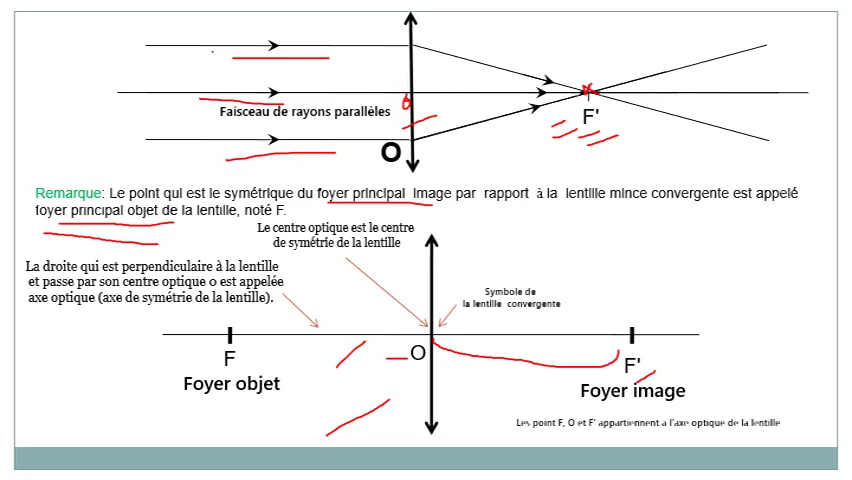 Faisceau de rayons parallèles
F'
O
Remarque: Le point qui est le symétrique du foyer principal image par rapport à la lentille mince convergente est appelé
foyer principal objet de la lentille, noté F.
Le centre optique est le centre
de symétrie de la lentille
La droite qui est perpendiculaire à la lentille
et passe par son centre optique o est appelée
axe optique (axe de symétrie de la lentille).
Symbole de
la lentille convergente
F
O
F'
Foyer objet
Foyer image
Les point F, O et F' appartiennent a l'axe optique de la lentille